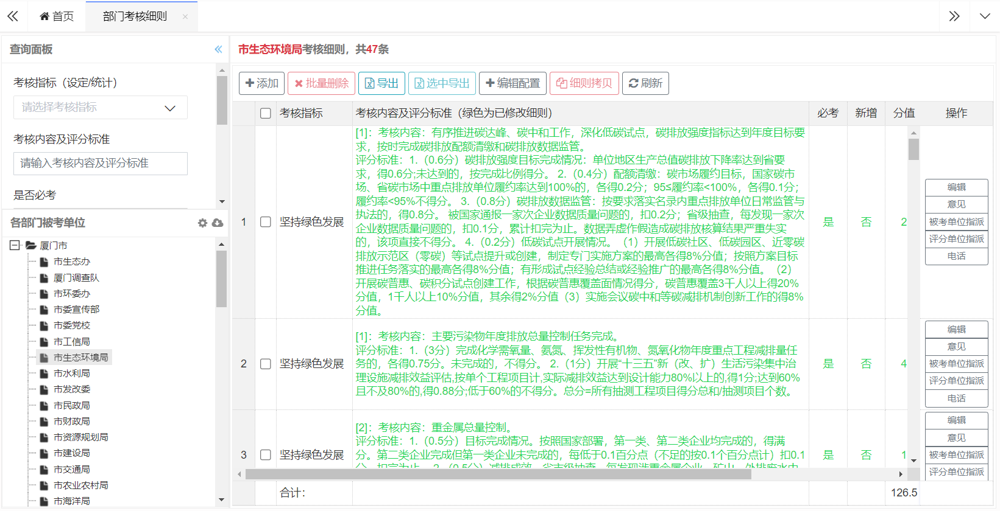 首页
部门考核细则
查询面板
考核指标（设定/统计）
请选择考核指标
考核内容及评分标准
请输入考核内容及评分标准
是否必考
各部门被考单位
厦门市
市生态办
厦门调查队
市环委办
市委宣传部
市委党校
市工信局
市生态环境局
市水利局
市发改委
市民政局
市财政局
市资源规划局
市建设局
市交通局
市农业农村局
市海洋局
市生态环境局考核细则，共47条
添加 批量删除 导出 选中导出 编辑配置 细则拷贝 刷新
考核指标 考核内容及评分标准（绿色为已修改细则） 必考 新增 分值 操作
1 坚持绿色发展
[1]：考核内容：有序推进碳达峰、碳中和工作，深化低碳试点，碳排放强度指标达到年度目标要
求，按时完成碳排放配额清缴和碳排放数据监管。
评分标准：1.（0.6分）碳排放强度目标完成情况：单位地区生产总值碳排放下降率达到省要
求，得0.6分;未达到的，按完成比例得分。 2.（0.4分）配额清缴：碳市场履约目标，国家碳市
场、省碳市场中重点排放单位履约率达到100%的，各得0.2分；95≤履约率<100%，各得0.1分；
履约率<95%不得分。 3.（0.8分）碳排放数据监管：按要求落实名录内重点排放单位日常监管与
执法的，得0.8分。 被国家通报一家次企业数据质量问题的，扣0.2分；省级抽查，每发现一家次
企业数据质量问题的，扣0.1分，累计扣完为止。数据弄虚作假造成碳排放核算结果严重失实
的，该项直接不得分。 4.（0.2分）低碳试点开展情况。（1）开展低碳社区、低碳园区、近零碳
排放示范区（零碳）等试点提升或创建，制定专门实施方案的最高各得8%分值；按照方案目标
推进任务落实的最高各得8%分值；有形成试点经验总结或经验推广的最高各得8%分值。（2）
开展碳普惠、碳积分试点创建工作，根据碳普惠覆盖面情况得分，碳普惠覆盖3千人以上得20%
分值，1千人以上10%分值，其余得2%分值（3）实施会议碳中和等碳减排机制创新工作的得8%
分值。
是 否 2
编辑
意见
被考单位指派
评分单位指派
电话
2 坚持绿色发展
[1]：考核内容：主要污染物年度排放总量控制任务完成。
评分标准：1.（3分）完成化学需氧量、氨氮、挥发性有机物、氮氧化物年度重点工程减排量任
务的，各得0.75分。未完成的，不得分。 2.（1分）开展“十三五”新（改、扩）生活污染集中治
理设施减排效益评估,按单个工程项目计,实际减排效益达到设计能力80%以上的,得1分;达到60%
且不及80%的,得0.88分;低于60%的不得分。总分=所有抽测工程项目得分总和/抽测项目个数。
是 否 4
编辑
意见
被考单位指派
评分单位指派
电话
3 坚持绿色发展
[2]：考核内容：重金属总量控制。
评分标准：1.（0.5分）目标完成情况。按照国家部署，第一类、第二类企业均完成的，得满
分。第二类企业完成但第一类企业未完成的，每低于0.1百分点（不足的按0.1个百分点计）扣0.1
分，扣完为止。 2.（0.5分）减排成效。省市级抽查，每发现涉重金属企业、矿山、外排废水中
是 否 1
编辑
意见
被考单位指派
评分单位指派
合计： 126.5